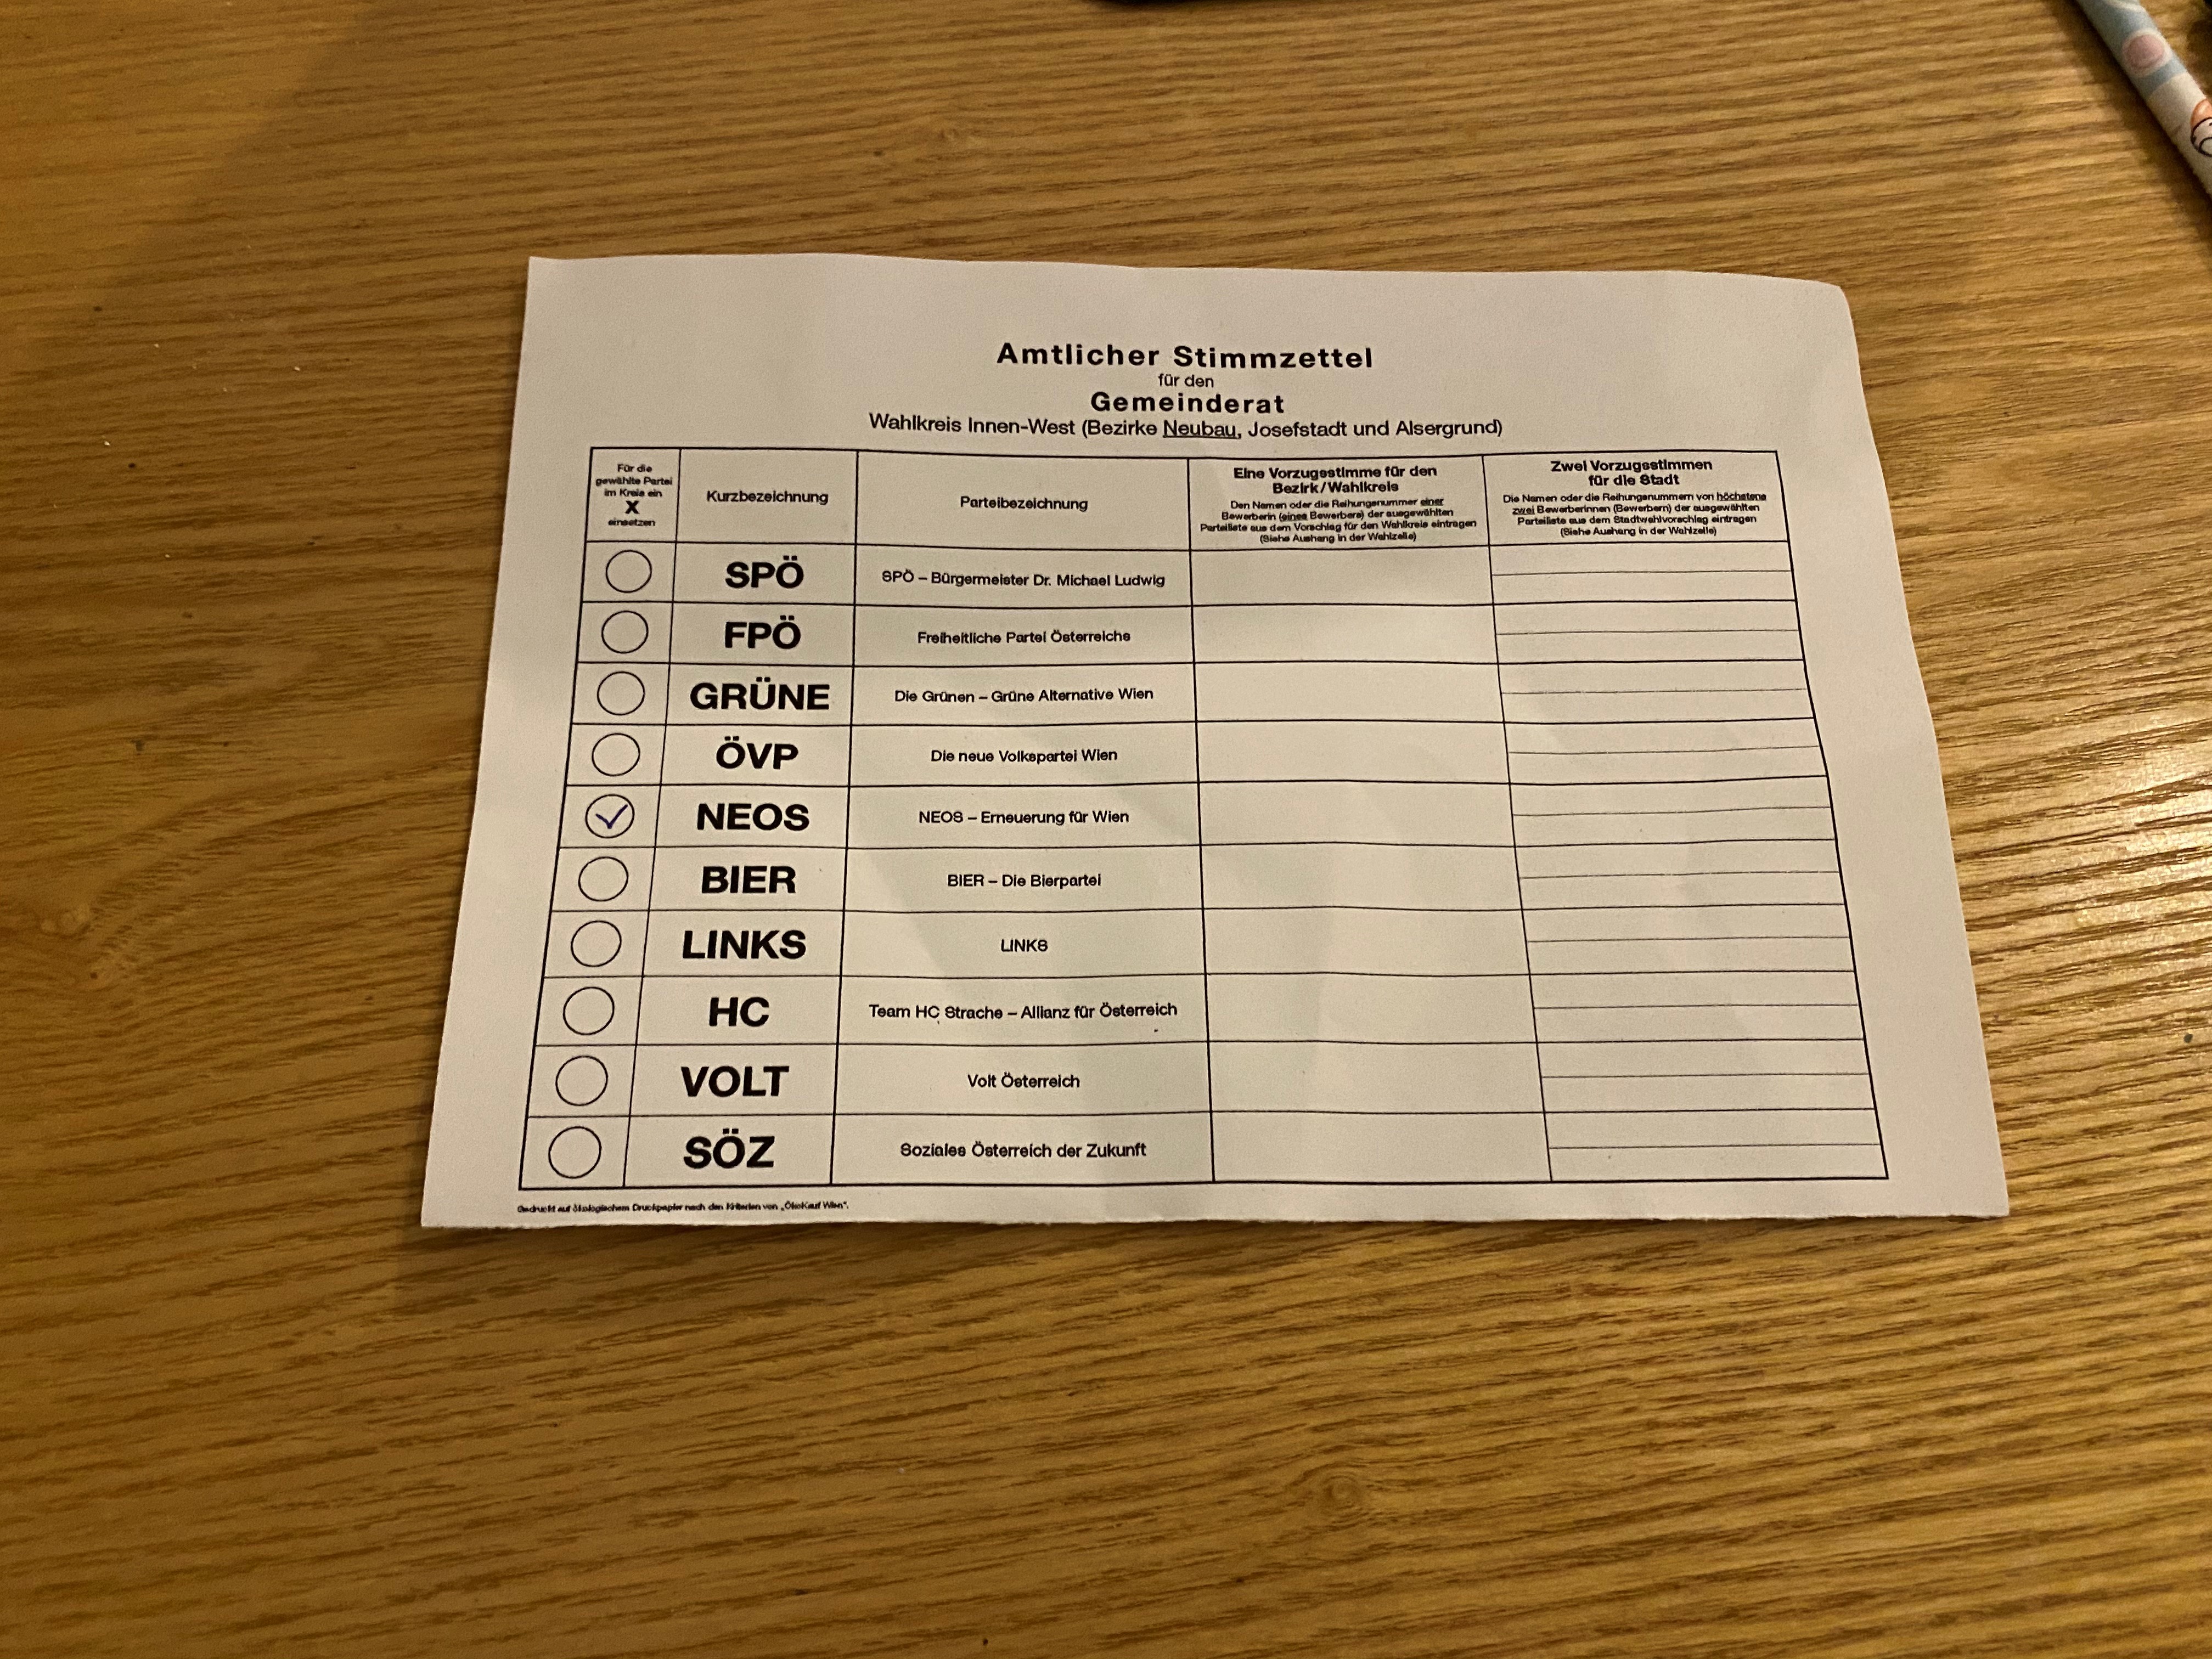 Amtlicher Stimmzettel
für den
Gemeinderat
Wahlkreis Innen-West (Bezirke Neubau, Josefstadt und Alsergrund)
Für die
gewählte Partei
im Kreis ein
X
einsetzen
Kurzbezeichnung
Parteibezeichnung
Eine Vorzugsstimme für den
Bezirk/Wahlkreis
Den Namen oder die Reihungsnummer einer
Bewerberin (eines Bewerbers) der ausgewählten
Parteiliste aus dem Vorschlag für den Wahlkreis eintragen
(Siehe Aushang in der Wahlzelle)
Zwei Vorzugsstimmen
für die Stadt
Die Namen oder die Reihungsnummern von höchstens
zwei Bewerberinnen (Bewerbern) der ausgewählten
Parteiliste aus dem Stadtwahlvorschlag eintragen
(Siehe Aushang in der Wahlzelle)
SPÖ SPÖ – Bürgermeister Dr. Michael Ludwig
FPÖ Freiheitliche Partei Österreichs
GRÜNE Die Grünen – Grüne Alternative Wien
ÖVP Die neue Volkspartei Wien
NEOS NEOS – Erneuerung für Wien
BIER BIER – Die Bierpartei
LINKS LINKS
HC Team HC Strache – Allianz für Österreich
VOLT Volt Österreich
SÖZ Soziales Österreich der Zukunft
Gedruckt auf ökologischem Druckpapier nach den Kriterien von „ÖkoKauf Wien“.